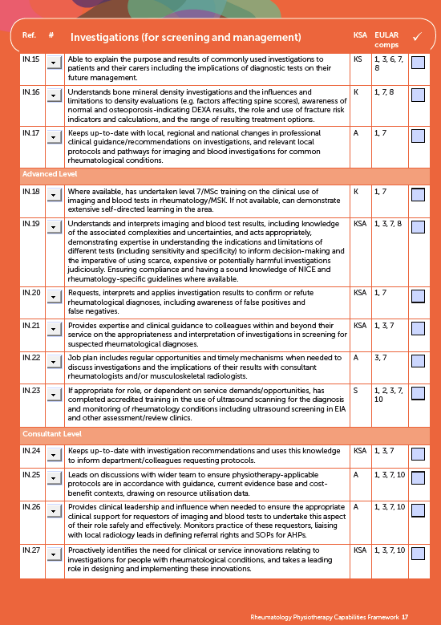 Ref. # Investigations (for screening and management) KSA EULAR comps ✓
IN.15 Able to explain the purpose and results of commonly used investigations to KS 1, 3, 6, 7,
patients and their carers including the implications of diagnostic tests on their 8
future management.
IN.16 Understands bone mineral density investigations and the influences and K 1, 7, 8
limitations to density evaluations (e.g. factors affecting spine scores), awareness of
normal and osteoporosis-indicating DEXA results, the role and use of fracture risk
indicators and calculations, and the range of resulting treatment options.
IN.17 Keeps up-to-date with local, regional and national changes in professional A 1, 7
clinical guidance/recommendations on investigations, and relevant local
protocols and pathways for imaging and blood investigations for common
rheumatological conditions.
Advanced Level
IN.18 Where available, has undertaken level 7/MSc training on the clinical use of K 1, 7
imaging and blood tests in rheumatology/MSK. If not available, can demonstrate
extensive self-directed learning in the area.
IN.19 Understands and interprets imaging and blood test results, including knowledge KSA 1, 3, 7, 8
of the associated complexities and uncertainties, and acts appropriately,
demonstrating expertise in understanding the indications and limitations of
different tests (including sensitivity and specificity) to inform decision-making and
the imperative of using scarce, expensive or potentially harmful investigations
judiciously. Ensuring compliance and having a sound knowledge of NICE and
rheumatology-specific guidelines where available.
IN.20 Requests, interprets and applies investigation results to confirm or refute KSA 1, 7
rheumatological diagnoses, including awareness of false positives and
false negatives.
IN.21 Provides expertise and clinical guidance to colleagues within and beyond their KSA 1, 3, 7
service on the appropriateness and interpretation of investigations in screening for
suspected rheumatological diagnoses.
IN.22 Job plan includes regular opportunities and timely mechanisms when needed to A 3, 7
discuss investigations and the implications of their results with consultant
rheumatologists and/or musculoskeletal radiologists.
IN.23 If appropriate for role, or dependent on service demands/opportunities, has S 1, 2, 3, 7,
completed accredited training in the use of ultrasound scanning for the diagnosis 10
and monitoring of rheumatology conditions including ultrasound screening in EIA
and other assessment/review clinics.
Consultant Level
IN.24 Keeps up-to-date with investigation recommendations and uses this knowledge KSA 1, 3, 7
to inform department/colleagues requesting protocols.
IN.25 Leads on discussions with wider team to ensure physiotherapy-applicable A 1, 3, 7, 10
protocols are in accordance with guidance, current evidence base and cost-
benefit contexts, drawing on resource utilisation data.
IN.26 Provides clinical leadership and influence when needed to ensure the appropriate A 1, 3, 7, 10
clinical support for requestors of imaging and blood tests to undertake this aspect
of their role safely and effectively. Monitors practice of these requestors, liaising
with local radiology leads in defining referral rights and SOPs for AHPs.
IN.27 Proactively identifies the need for clinical or service innovations relating to KSA 1, 3, 7, 10
investigations for people with rheumatological conditions, and takes a leading
role in designing and implementing these innovations.
Rheumatology Physiotherapy Capabilities Framework 17